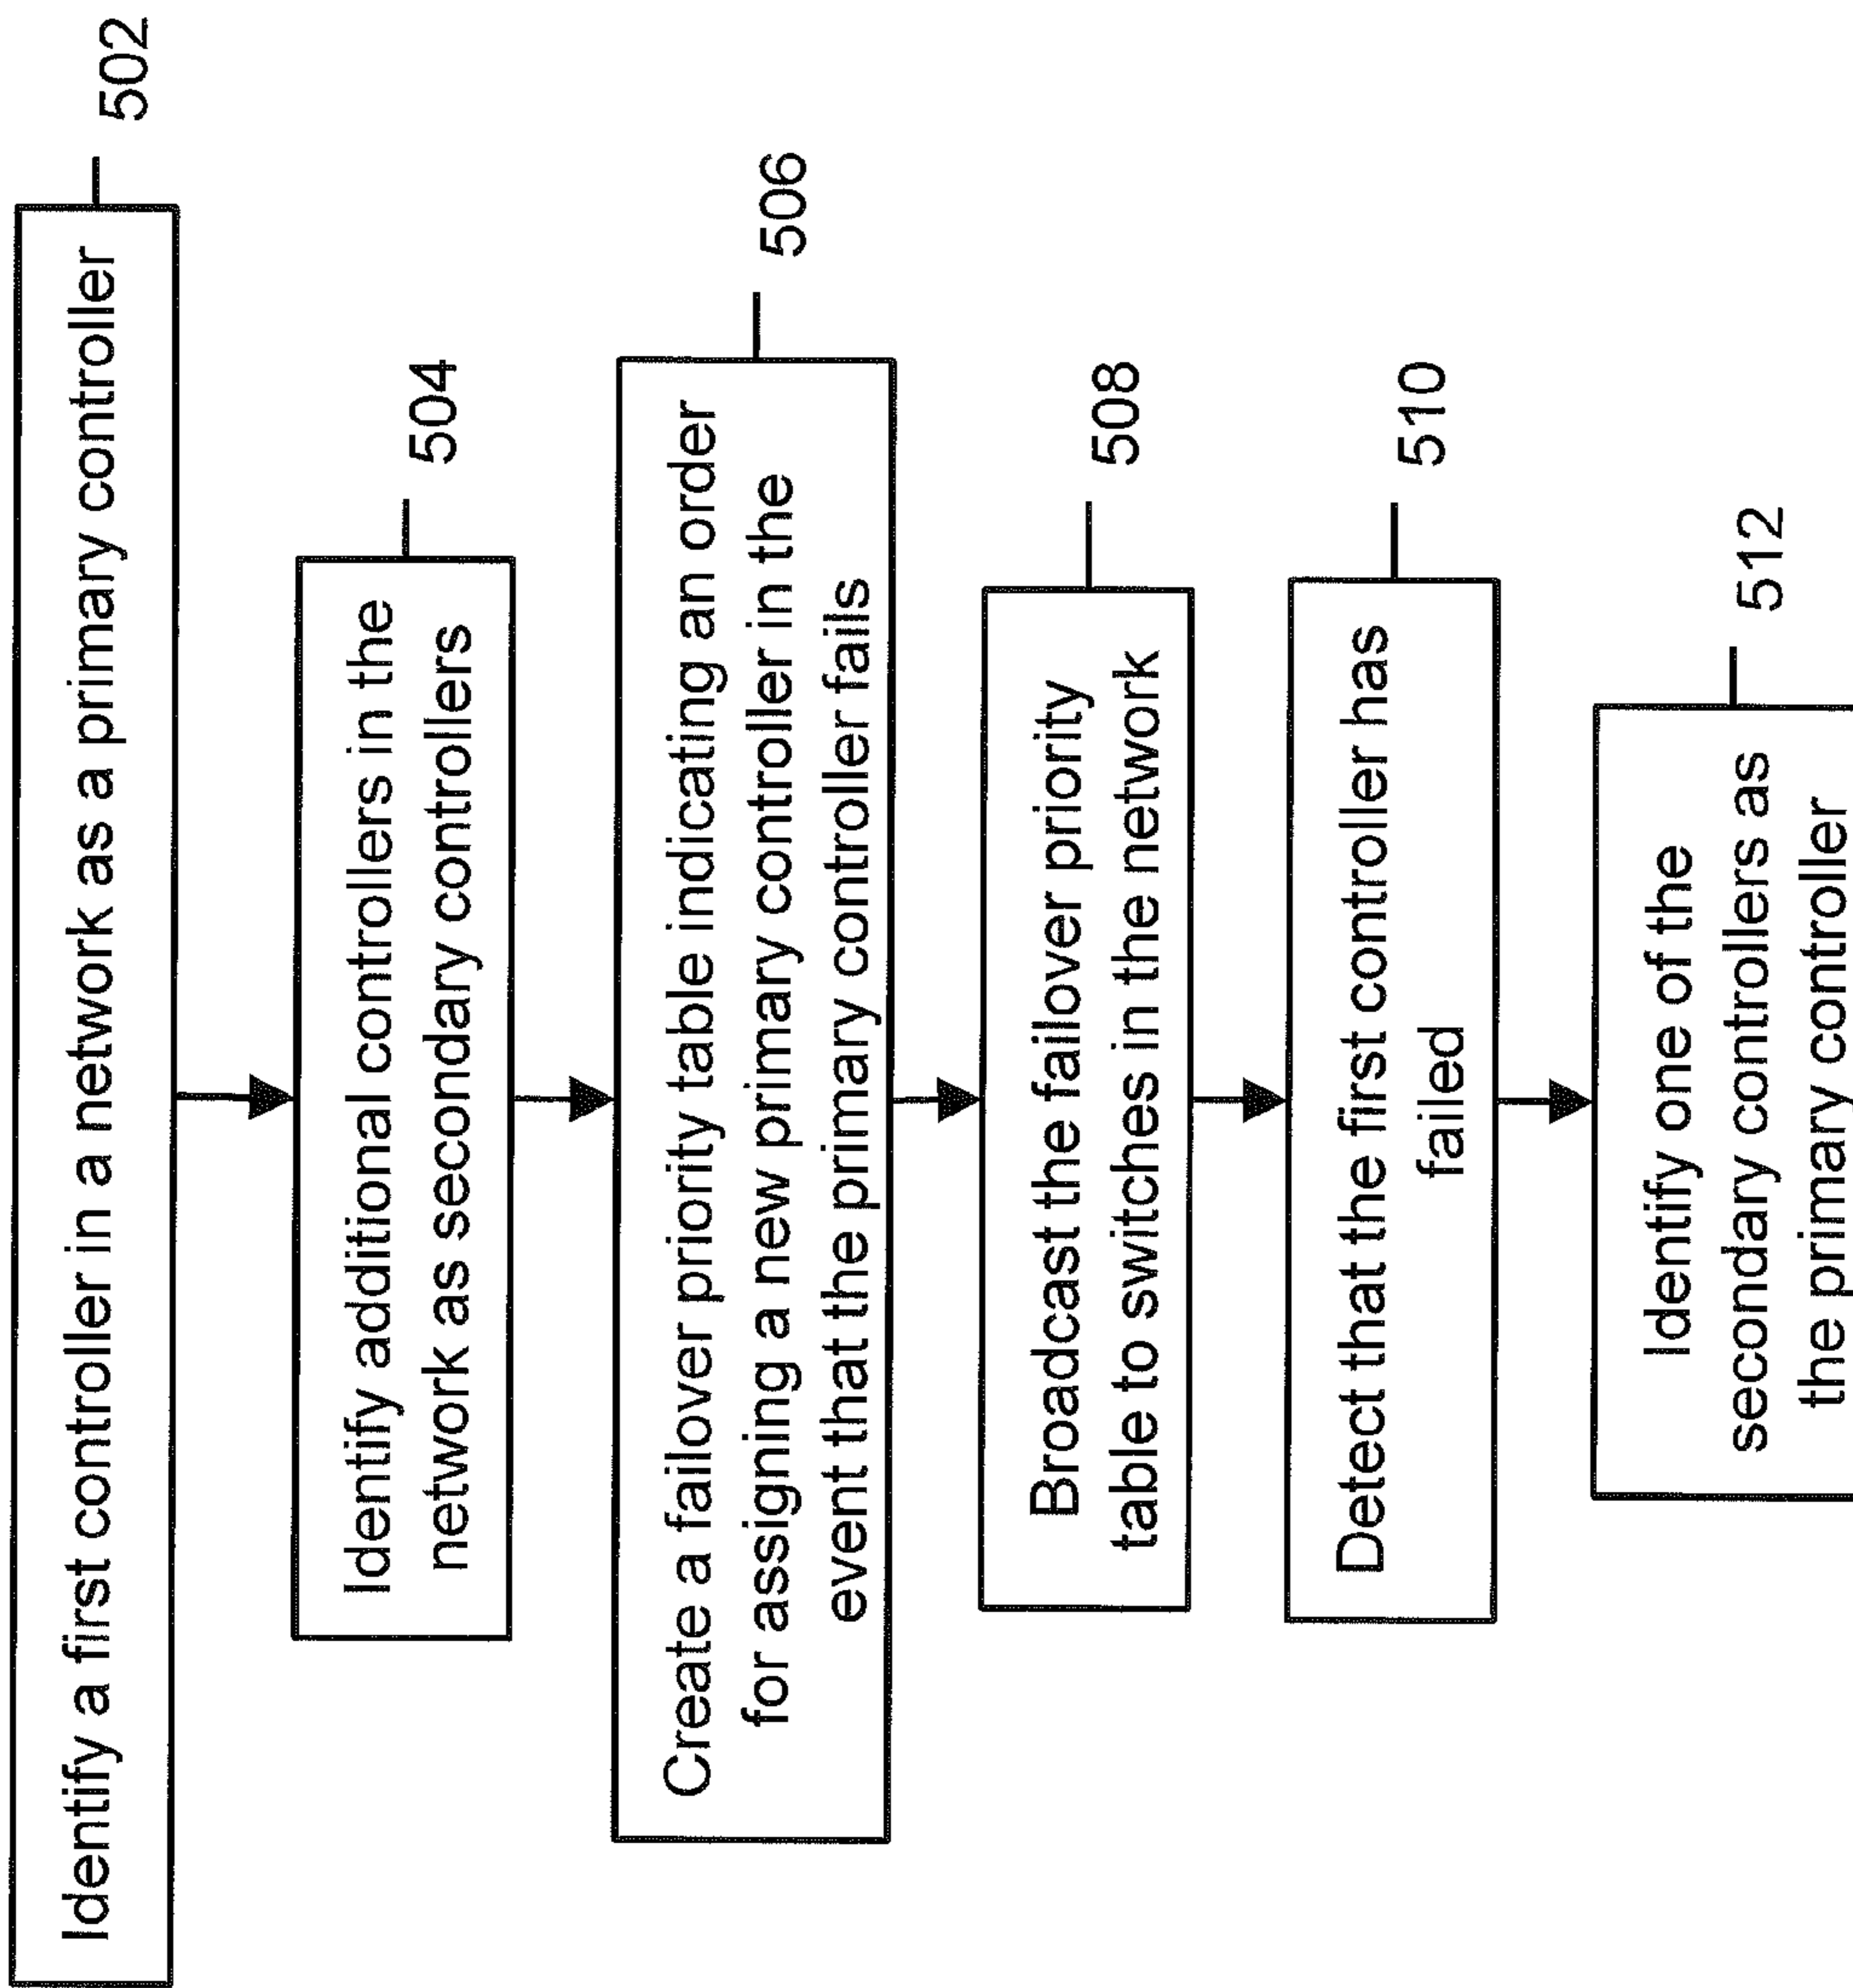 Identify a first controller in a network as a primary controller
502
Identify additional controllers in the
network as secondary controllers
504
Create a failover priority table indicating an order
for assigning a new primary controller in the
event that the primary controller fails
506
Broadcast the failover priority
table to switches in the network
508
Detect that the first controller has
failed
510
Identify one of the
secondary controllers as
the primary controller
512